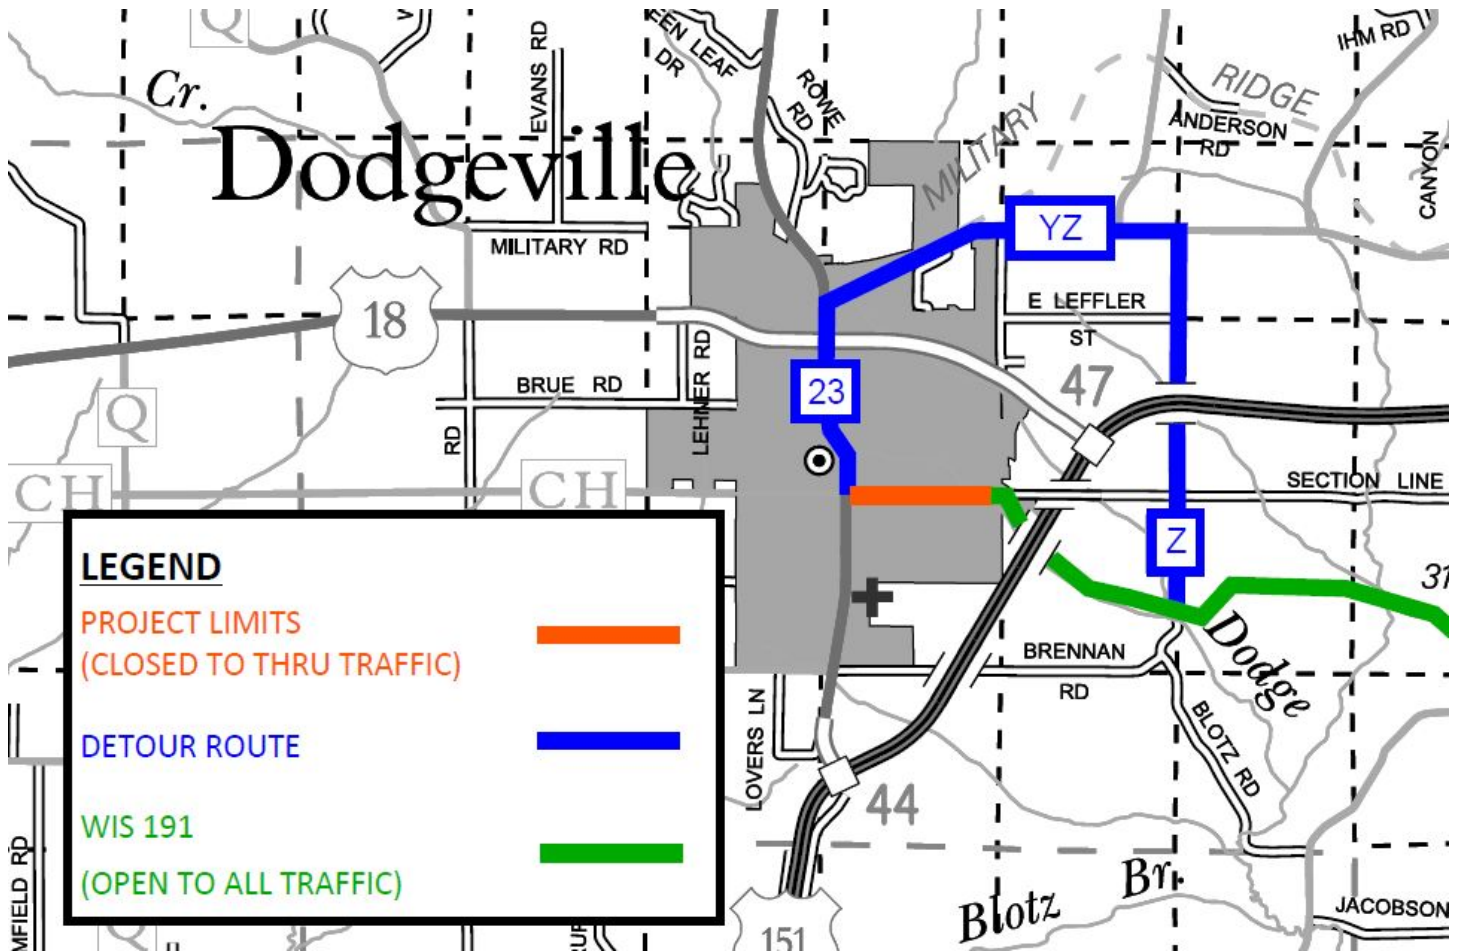 Q
Cr.
EVANS RD
EEN LEAF
DR
ROWE
RD
IHM RD
RIDGE
MILITARY
ANDERSON
RD
CANYON
Dodgeville
MILITARY RD
YZ
18
E LEFFLER
ST
LEHNER RD
BRUE RD
23
47
Q
RD
CH
CH
SECTION LINE
Z
31
LEGEND
PROJECT LIMITS
(CLOSED TO THRU TRAFFIC)
DETOUR ROUTE
WIS 191
(OPEN TO ALL TRAFFIC)
BRENNAN
RD
Dodge
LOVERS LN
BLOTZ RD
44
MFIELD RD
Blotz
Br.
JACOBSON
151
Q